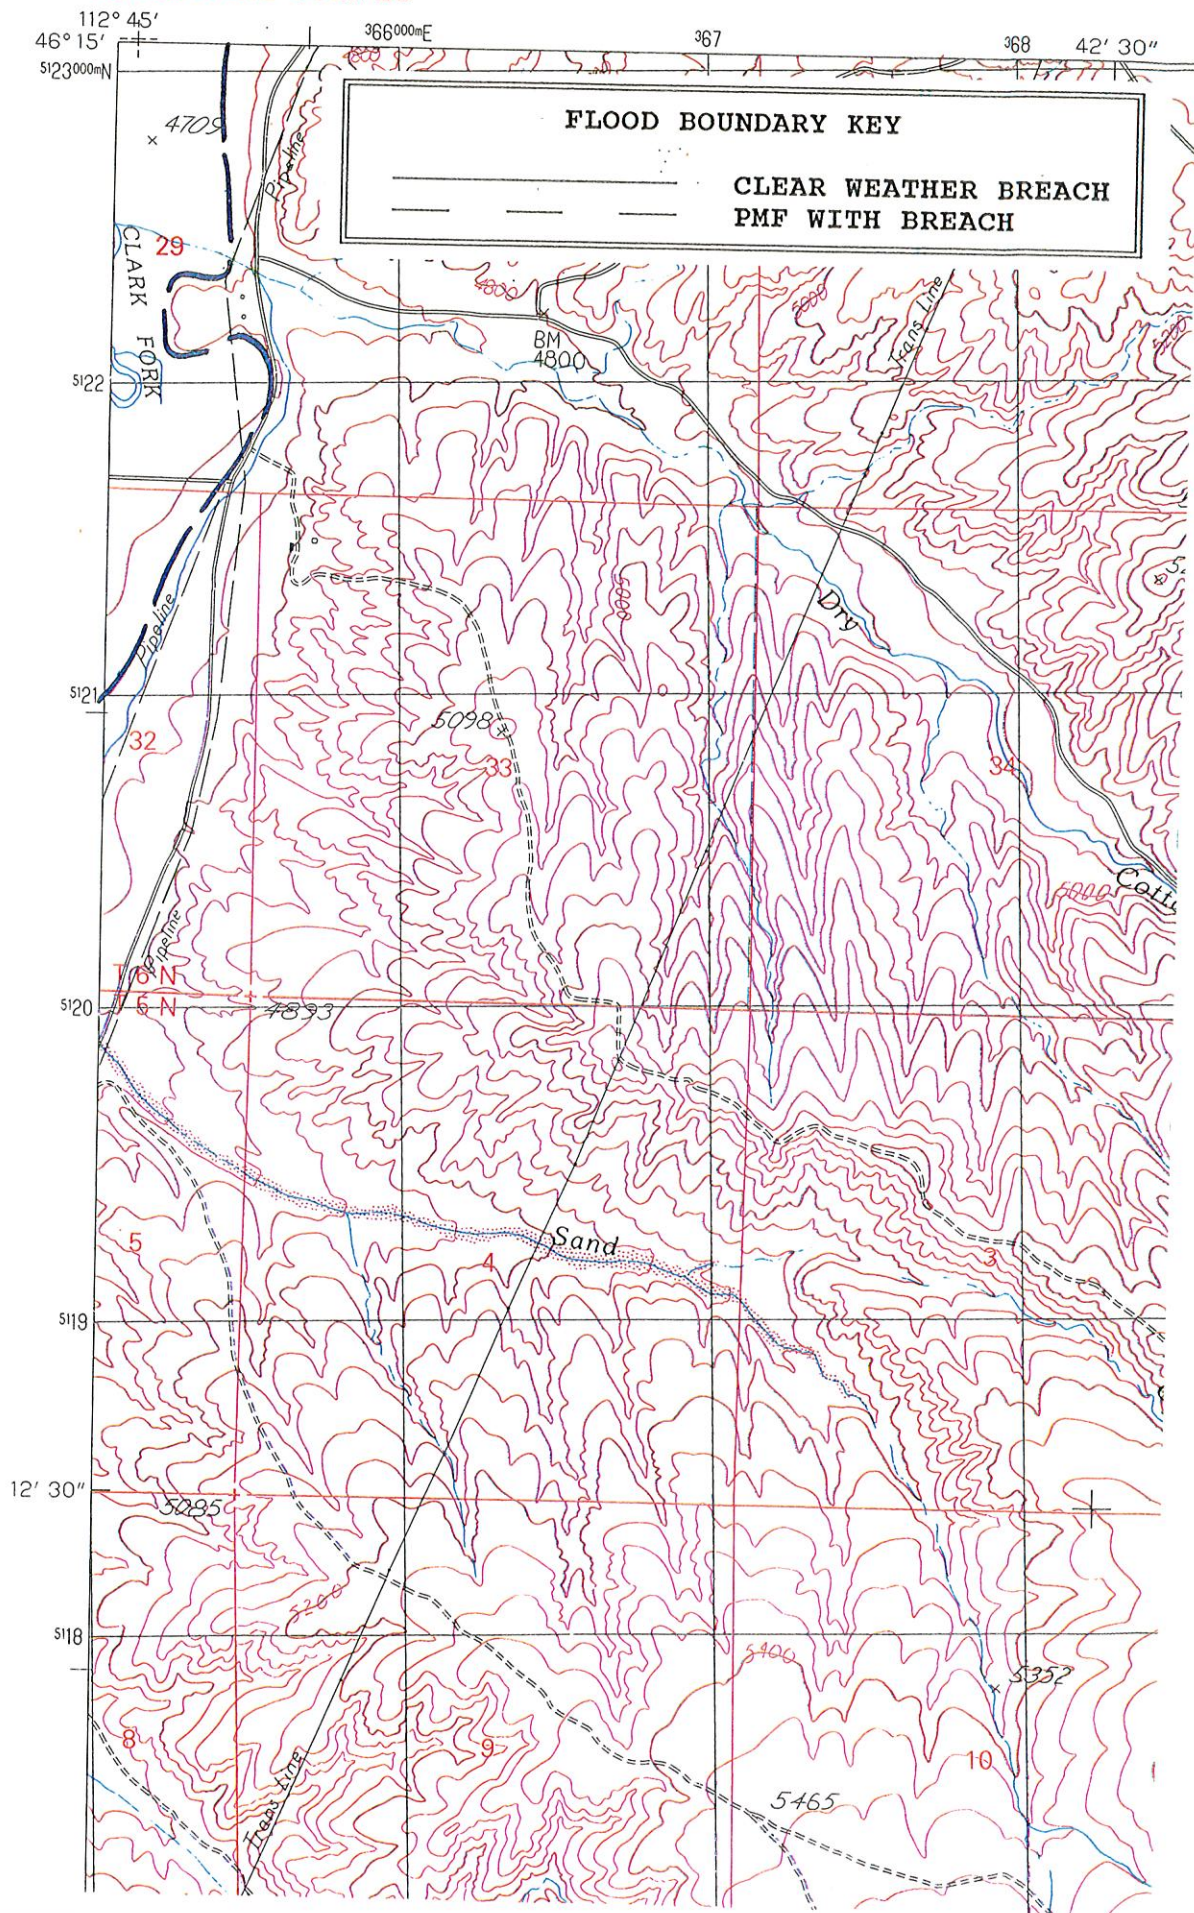 112° 45′
366000mE
367
368
42′ 30″
46° 15′
5123000mN
4800
4709
Pipeline
FLOOD BOUNDARY KEY
CLEAR WEATHER BREACH
PMF WITH BREACH
29
CLARK FORK
4800
5000
Trans Line
BM
4800
5200
5122
5000
Dry
Pipeline
5121
5098
32
33
34
5000
Pipeline
T 6 N
T 6 N
5120
4893
Sand
5
4
3
5119
12′ 30″
5085
5200
5118
5400
5352
8
9
10
Trans Line
5465